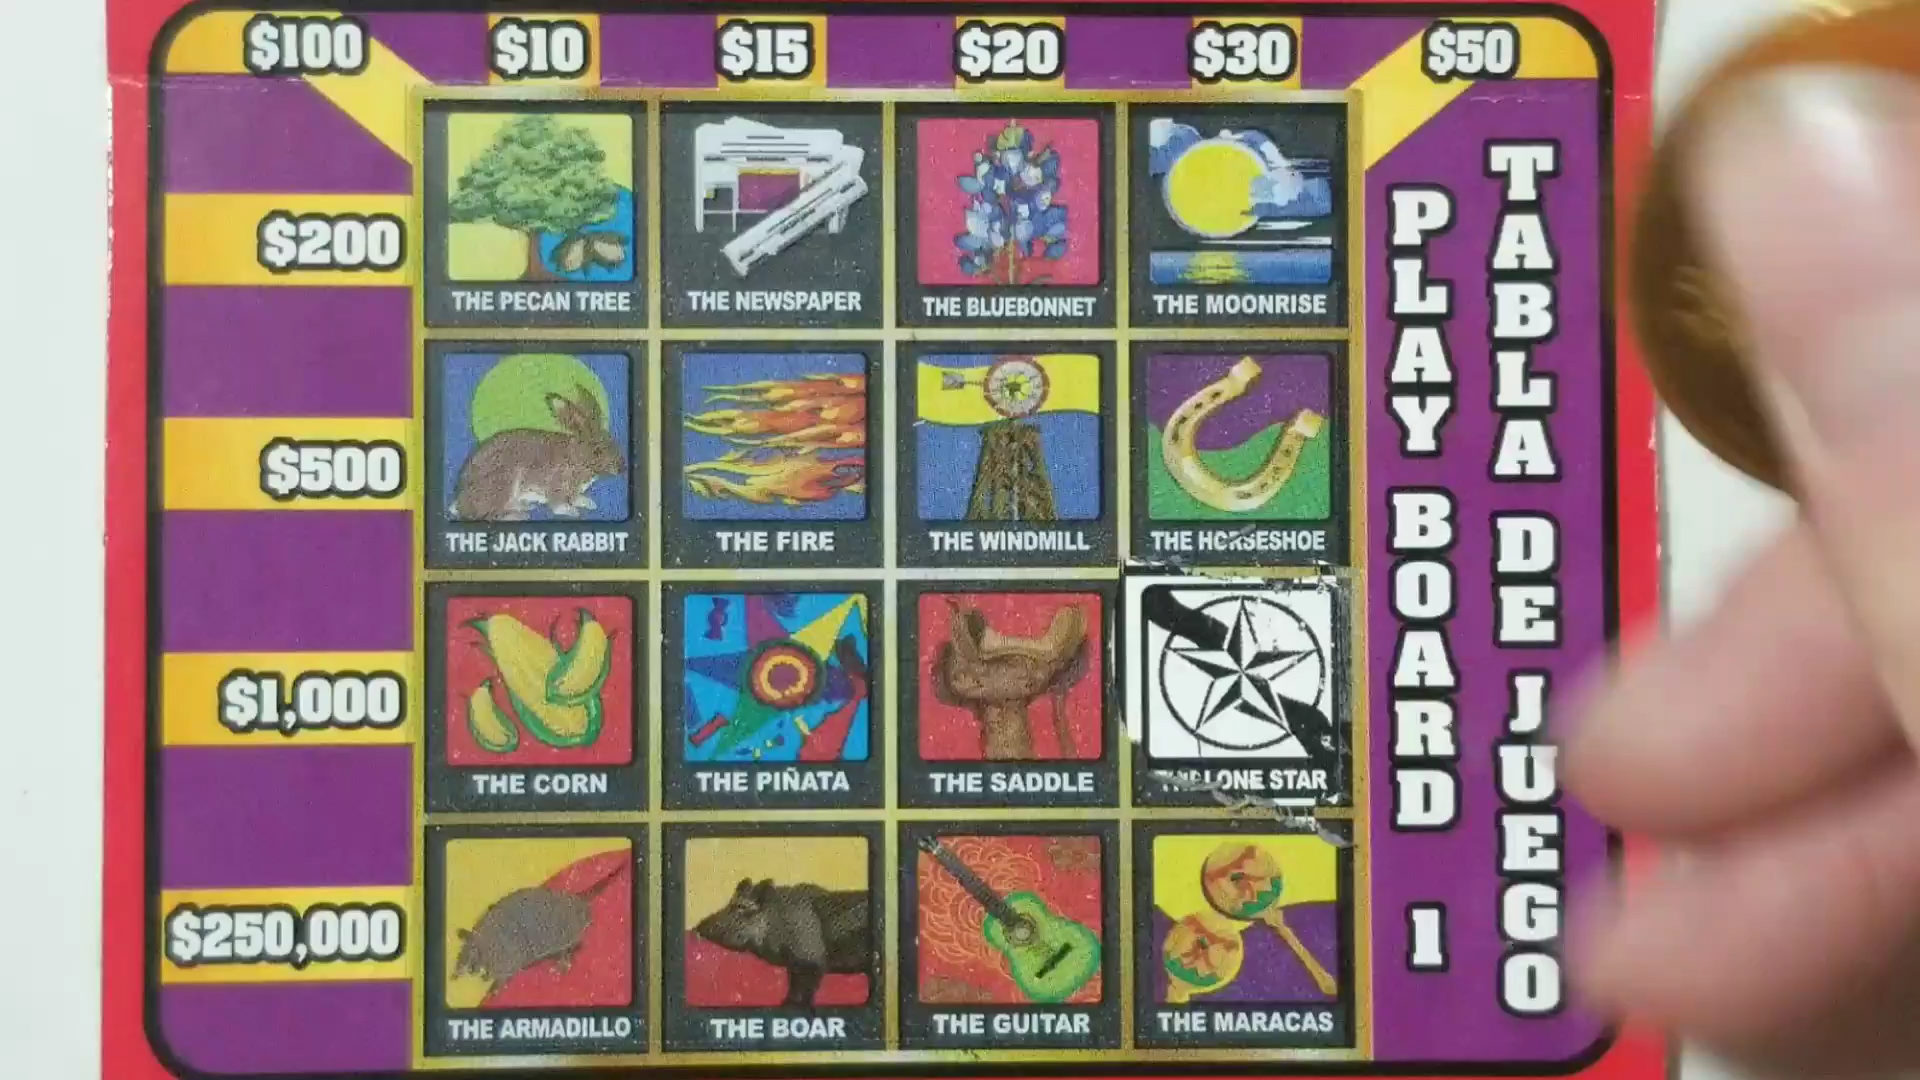 $100 $10 $15 $20 $30 $50
$200
$500
$1,000
$250,000
THE PECAN TREE
THE NEWSPAPER
THE BLUEBONNET
THE MOONRISE
THE JACK RABBIT
THE FIRE
THE WINDMILL
THE HORSESHOE
THE CORN
THE PIÑATA
THE SADDLE
THE LONE STAR
THE ARMADILLO
THE BOAR
THE GUITAR
THE MARACAS
PLAY BOARD 1
TABLA DE JUEGO